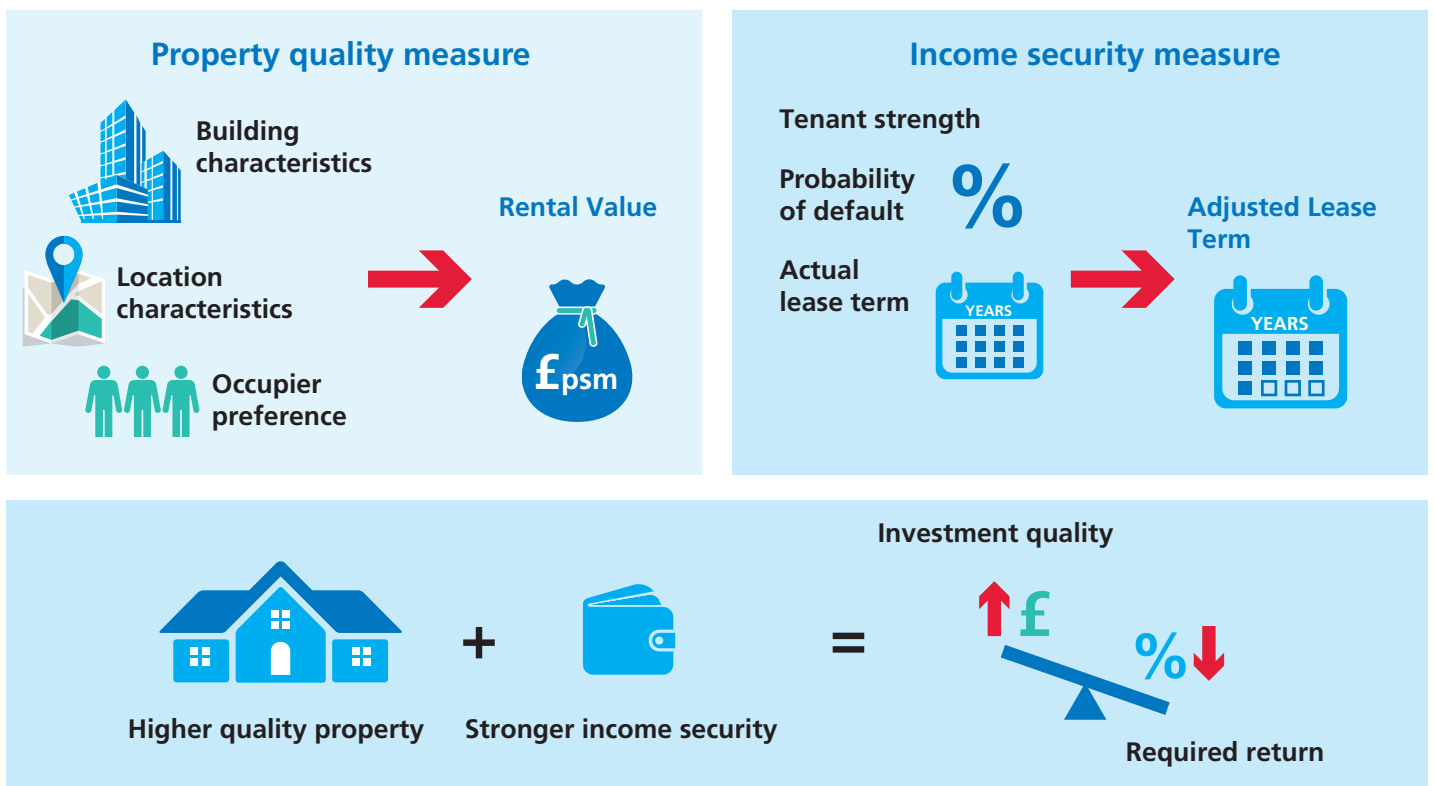 Property quality measure
Building
characteristics
Location
characteristics
Occupier
preference
Rental Value
£psm
Income security measure
Tenant strength
Probability
of default
%
Actual
lease term
YEARS
Adjusted Lease
Term
YEARS
Higher quality property
+
Stronger income security
=
Investment quality
£
%
Required return